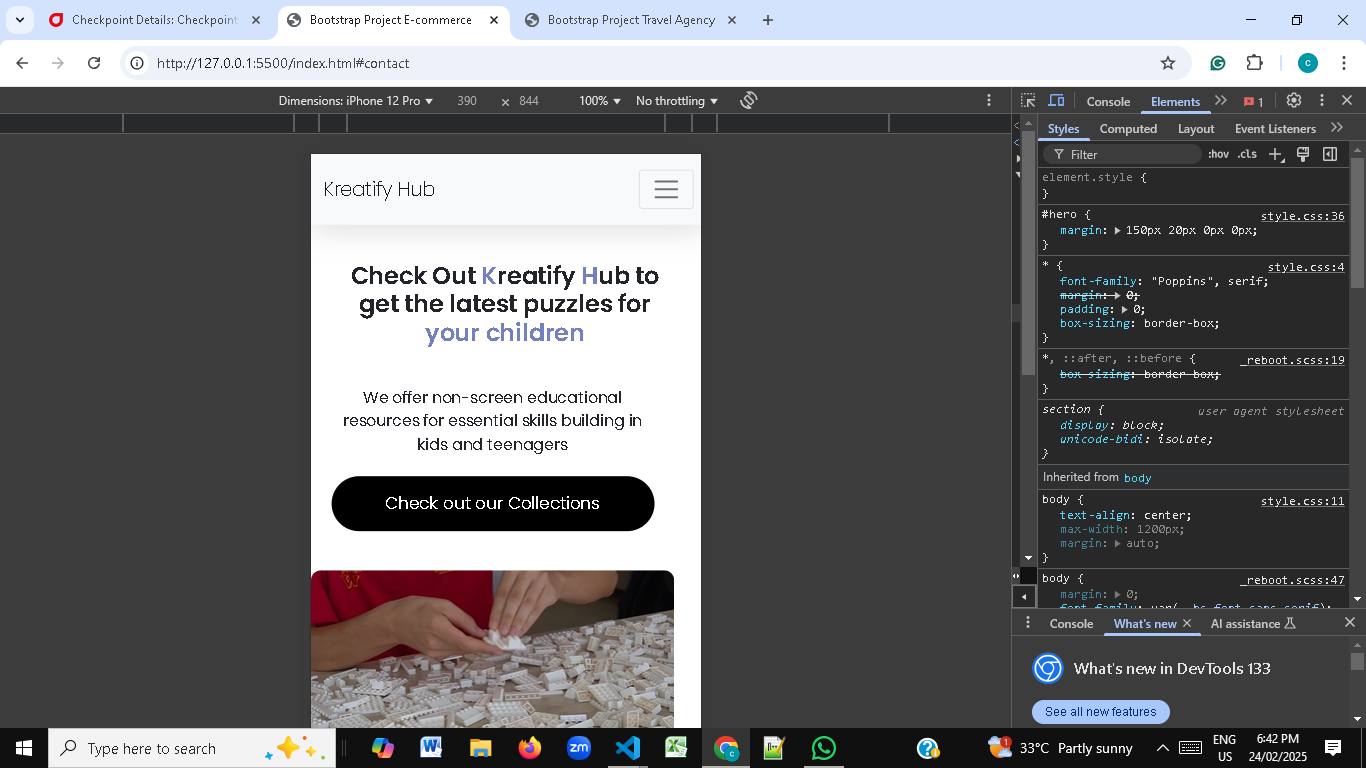 Checkpoint Details: Checkpoint
Bootstrap Project E-commerce
Bootstrap Project Travel Agency
http://127.0.0.1:5500/index.html#contact
c
Dimensions: iPhone 12 Pro
390
×
844
100%
No throttling
Console
Elements
1
Kreatify Hub
Check Out Kreatify Hub to
get the latest puzzles for
your children
We offer non-screen educational
resources for essential skills building in
kids and teenagers
Check out our Collections
Styles
Computed
Layout
Event Listeners
Filter
:hov
.cls
element.style {
}
#hero {
style.css:36
margin: 150px 20px 0px 0px;
}
* {
style.css:4
font-family: "Poppins", serif;
margin: 0;
padding: 0;
box-sizing: border-box;
}
*, ::after, ::before {
_reboot.scss:19
box-sizing: border-box;
}
section {
user agent stylesheet
display: block;
unicode-bidi: isolate;
}
Inherited from body
body {
style.css:11
text-align: center;
max-width: 1200px;
margin: auto;
}
body {
_reboot.scss:47
margin: 0;
Console
What's new
AI assistance
What's new in DevTools 133
See all new features
Type here to search
zm
c
1
33°C Partly sunny
ENG
US
6:42 PM
24/02/2025